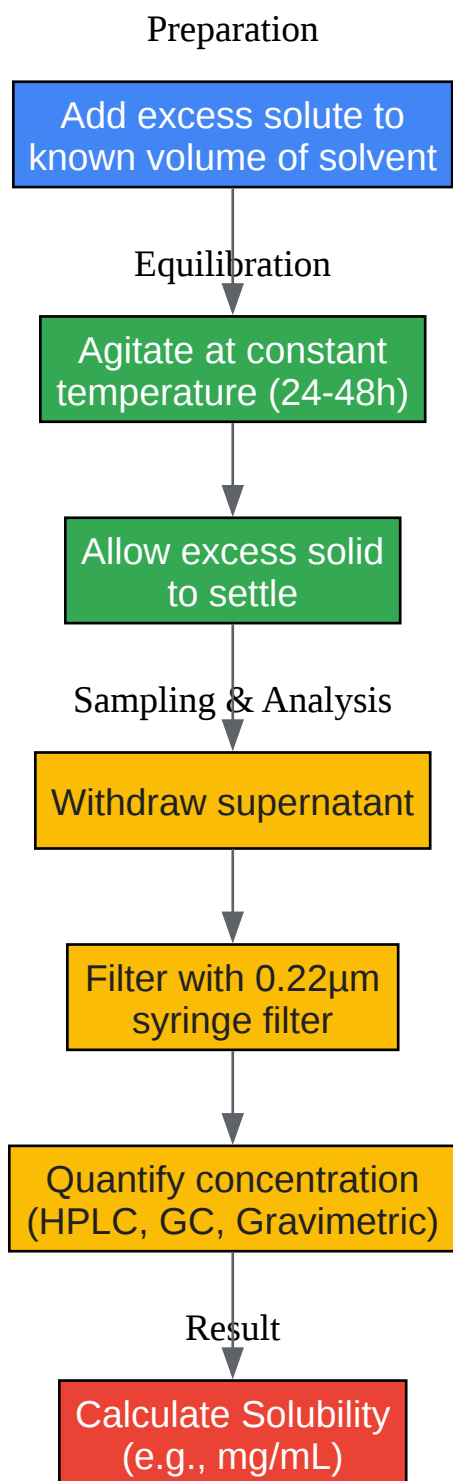 Preparation
Add excess solute to
known volume of solvent
Equilibration
Agitate at constant
temperature (24-48h)
Allow excess solid
to settle
Sampling & Analysis
Withdraw supernatant
Filter with 0.22µm
syringe filter
Quantify concentration
(HPLC, GC, Gravimetric)
Result
Calculate Solubility
(e.g., mg/mL)